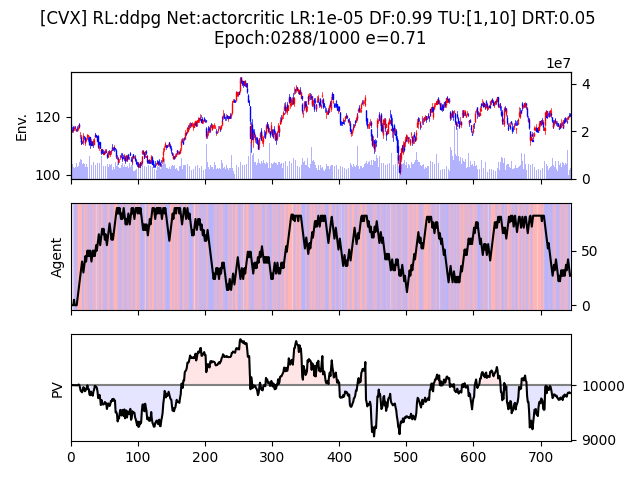 [CVX] RL:ddpg Net:actorcritic LR:1e-05 DF:0.99 TU:[1,10] DRT:0.05
Epoch:0288/1000 e=0.71
1e7
Env.
120
100
4
2
0
Agent
50
0
PV
10000
9000
0 100 200 300 400 500 600 700